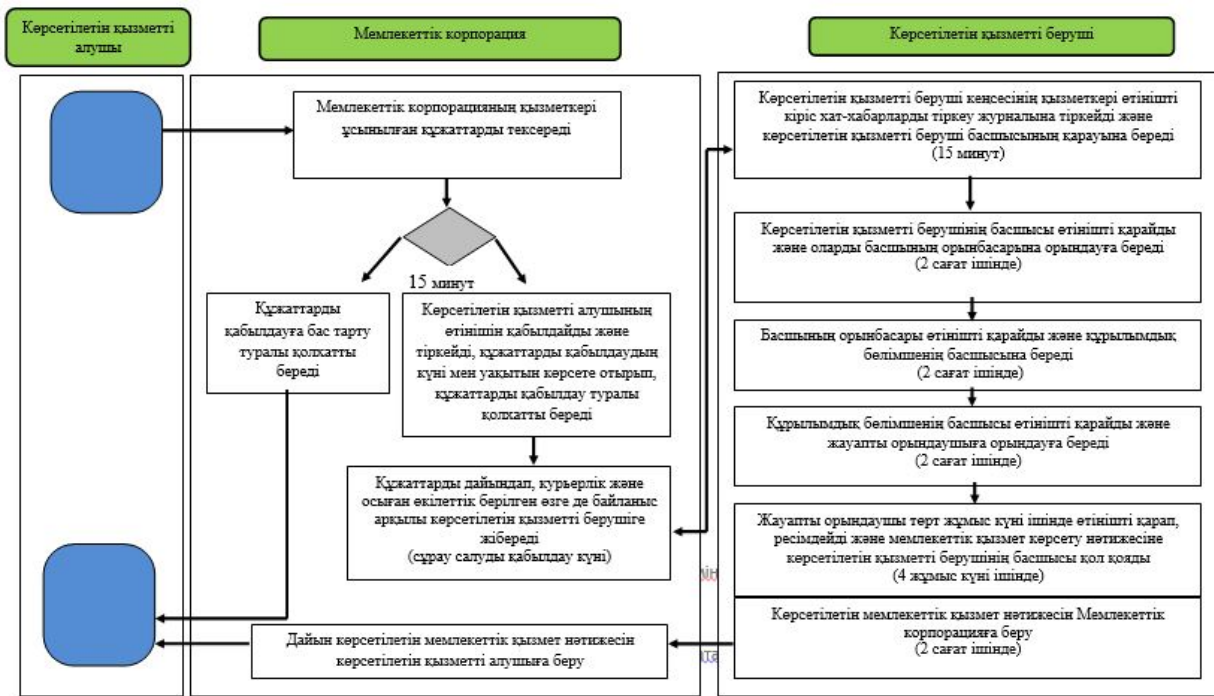 Көрсетілетін қызметті
алушы
Мемлекеттік корпорация
Көрсетілетін қызметті беруші
Мемлекеттік корпорацияның қызметкері
ұсынылған құжаттарды тексереді
15 минут
Құжаттарды
қабылдауға бас тарту
туралы қолхатты
береді
Көрсетілетін қызметті алушының
өтінішін қабылдайды және
тіркейді, құжаттарды қабылдаудың
күні мен уақытын көрсете отырып,
құжаттарды қабылдау туралы
қолхатты береді
Құжаттарды дайындап, курьерлік және
осыған өкілеттік берілген өзге де байланыс
арқылы көрсетілетін қызметті берушіге
жібереді
(сұрау салуды қабылдау күні)
Дайын көрсетілетін мемлекеттік қызмет нәтижесін
көрсетілетін қызметті алушыға беру
Көрсетілетін қызметті беруші кеңсесінің қызметкері өтінішті
кіріс хат-хабарларды тіркеу журналына тіркейді және
көрсетілетін қызметті беруші басшысының қарауына береді
(15 минут)
Көрсетілетін қызметті берушінің басшысы өтінішті қарайды
және оларды басшының орынбасарына орындауға береді
(2 сағат ішінде)
Басшының орынбасары өтінішті қарайды және құрылымдық
бөлімшенің басшысына береді
(2 сағат ішінде)
Құрылымдық бөлімшенің басшысы өтінішті қарайды және
жауапты орындаушыға орындауға береді
(2 сағат ішінде)
Жауапты орындаушы төрт жұмыс күні ішінде өтінішті қарап,
ресімдейді және мемлекеттік қызмет көрсету нәтижесіне
көрсетілетін қызметті берушінің басшысы қол қояды
(4 жұмыс күні ішінде)
Көрсетілетін мемлекеттік қызмет нәтижесін Мемлекеттік
корпорацияға беру
(2 сағат ішінде)